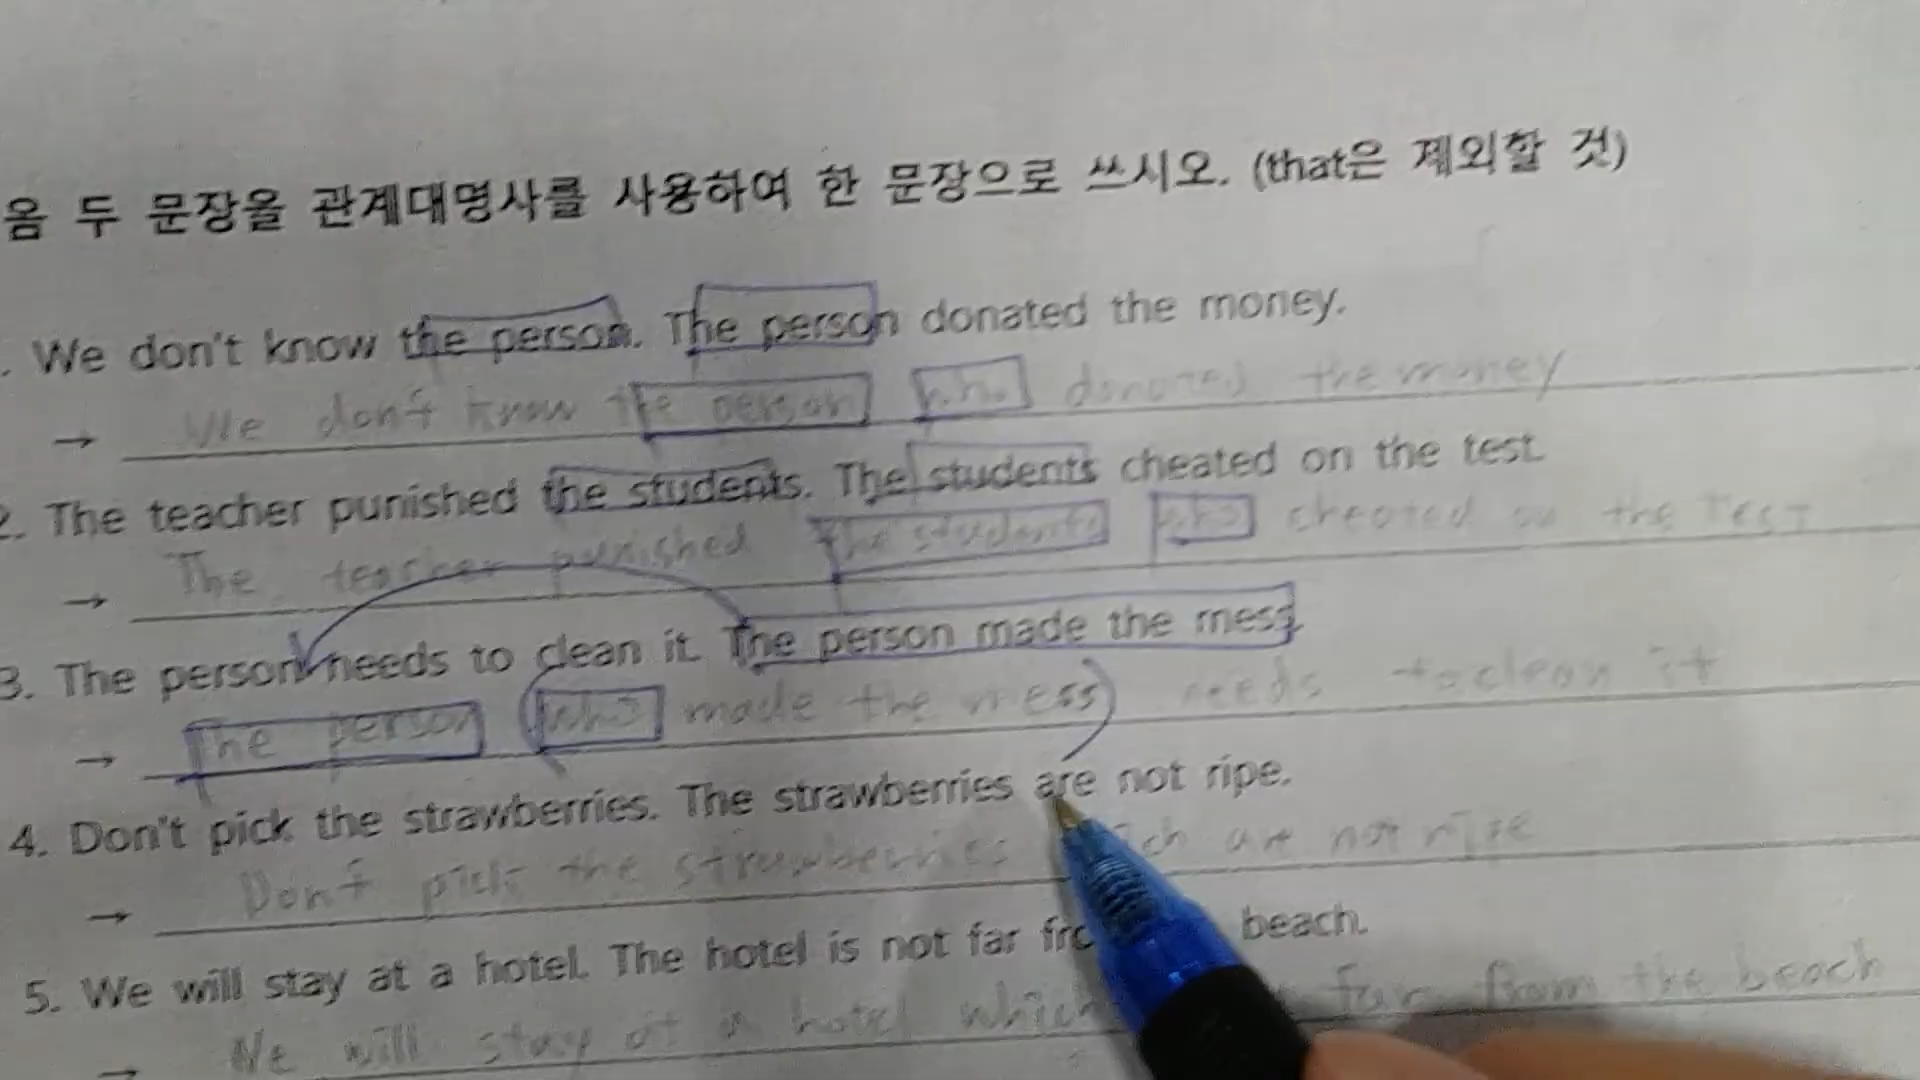 음 두 문장을 관계대명사를 사용하여 한 문장으로 쓰시오. (that은 제외할 것)
. We don't know the person. The person donated the money.
→ We don't know the person who donated the money
2. The teacher punished the students. The students cheated on the test.
→ The teacher punished the students who cheated on the test
3. The person needs to clean it. The person made the mess.
→ The person who made the mess needs to clean it
4. Don't pick the strawberries. The strawberries are not ripe.
→ Don't pick the strawberries ich are not ripe
5. We will stay at a hotel. The hotel is not far fro beach.
→ We will stay at a hotel which far from the beach